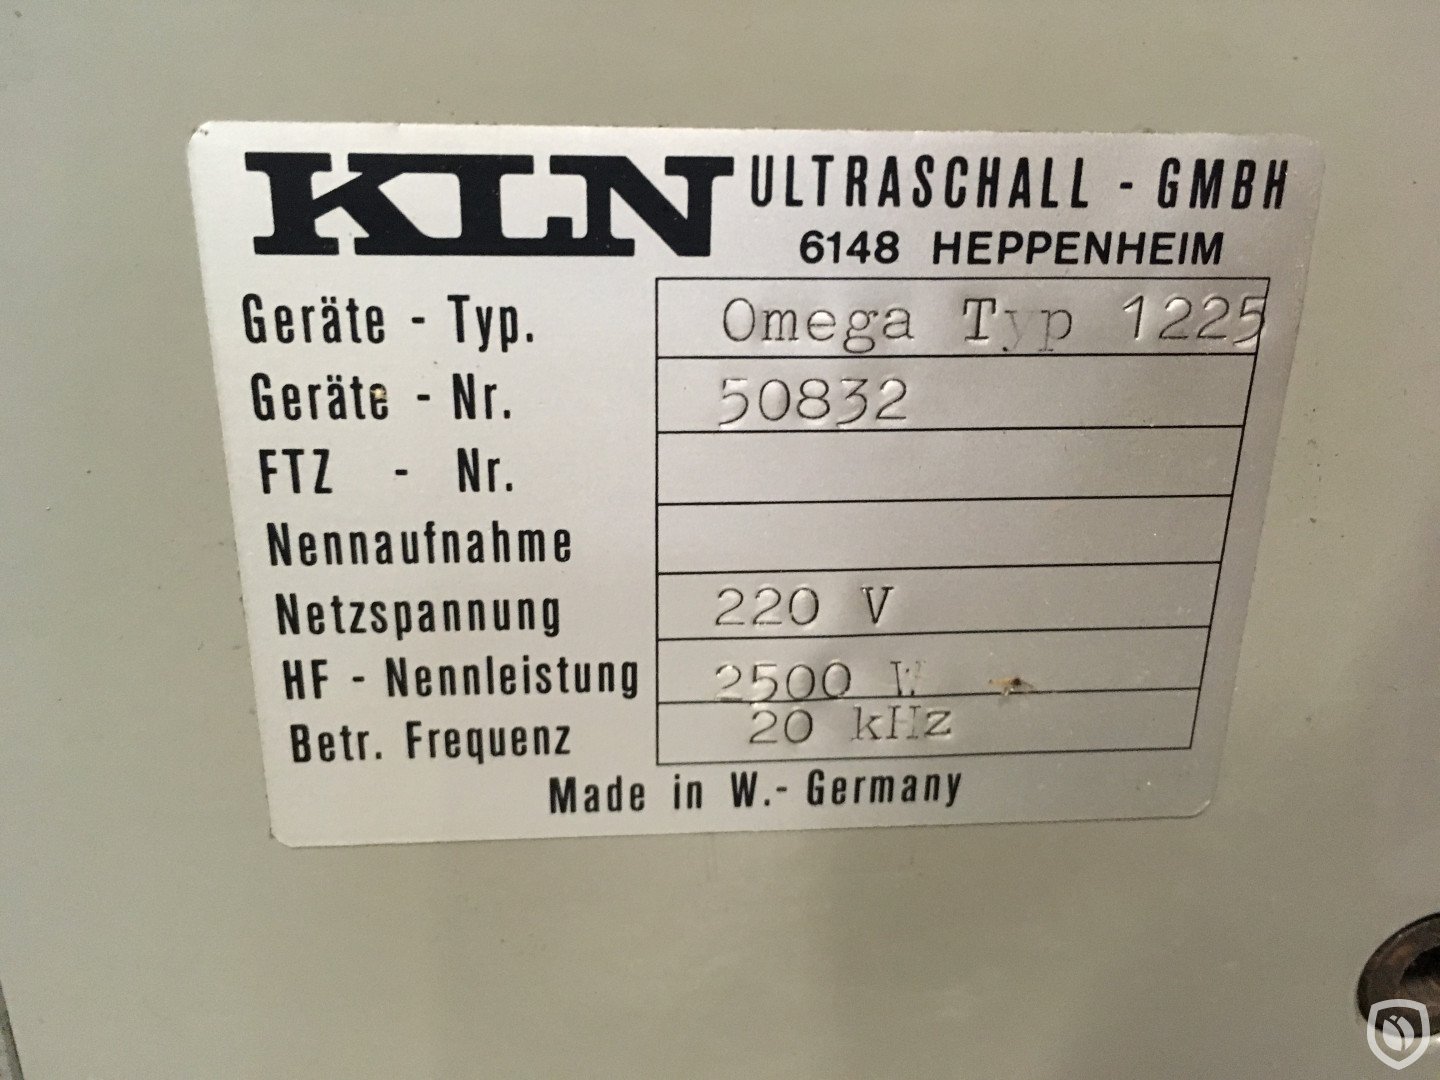 KLN ULTRASCHALL - GMBH
6148 HEPPENHEIM
Geräte - Typ. Omega Typ 1225
Geräte - Nr. 50832
FTZ - Nr.
Nennaufnahme
Netzspannung 220 V
HF - Nennleistung 2500 W
Betr. Frequenz 20 kHz
Made in W.- Germany